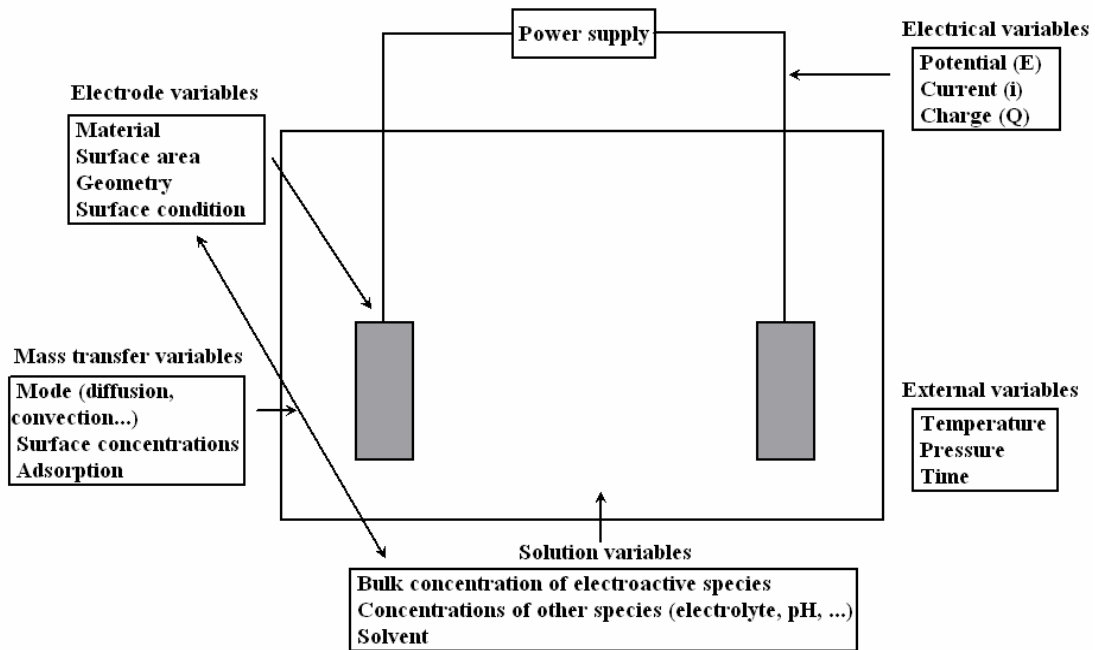 Power supply
Electrical variables
Potential (E)
Current (i)
Charge (Q)
Electrode variables
Material
Surface area
Geometry
Surface condition
Mass transfer variables
Mode (diffusion,
convection...)
Surface concentrations
Adsorption
External variables
Temperature
Pressure
Time
Solution variables
Bulk concentration of electroactive species
Concentrations of other species (electrolyte, pH, ...)
Solvent